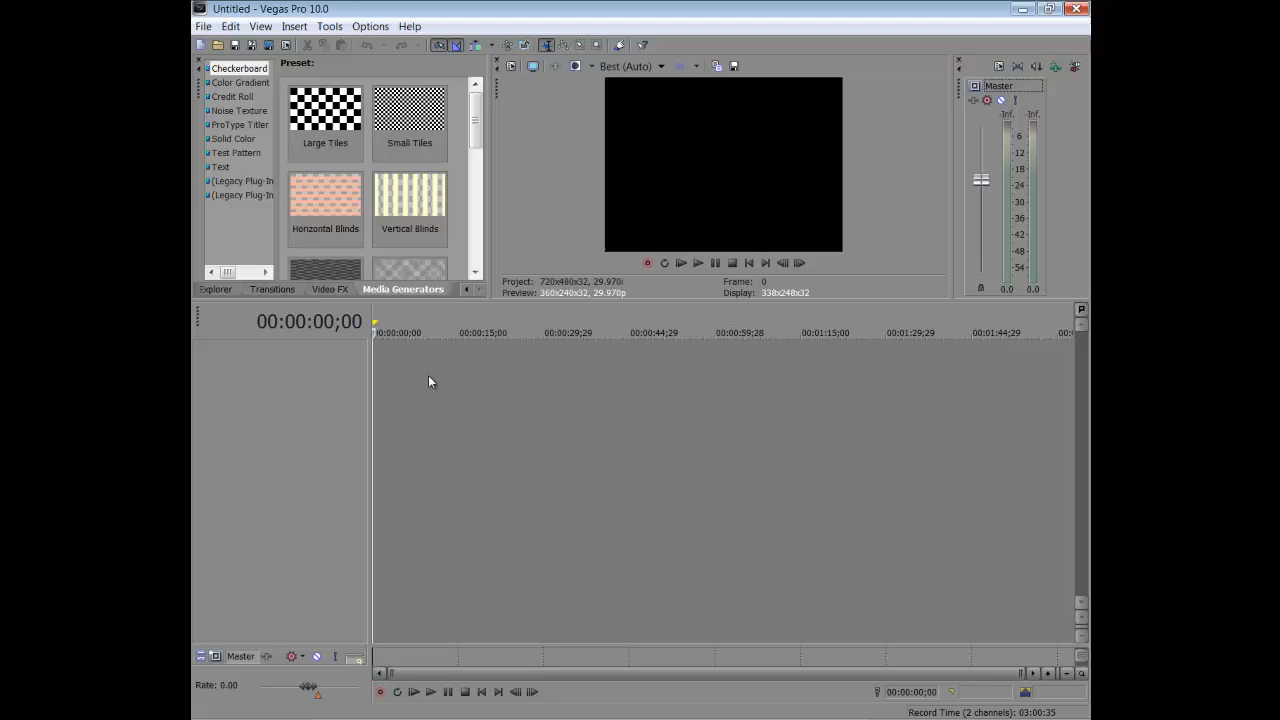 Untitled - Vegas Pro 10.0
File Edit View Insert Tools Options Help
Checkerboard
Color Gradient
Credit Roll
Noise Texture
ProType Titler
Solid Color
Test Pattern
Text
(Legacy Plug-In
(Legacy Plug-In
Preset:
Large Tiles
Small Tiles
Horizontal Blinds
Vertical Blinds
Explorer Transitions Video FX Media Generators
Best (Auto)
Project: 720x480x32, 29.970i
Frame: 0
Preview: 360x240x32, 29.970p
Display: 338x248x32
Master
-Inf. -Inf.
6
-12
-18
-24
-30
-36
-42
-48
-54
0.0 0.0
00:00:00;00
00:00:00;00 00:00:15;00 00:00:29;29 00:00:44;29 00:00:59;28 00:01:15;00 00:01:29;29 00:01:44;29 00:0
Master
Rate: 0.00
00:00:00;00
Record Time (2 channels): 03:00:35